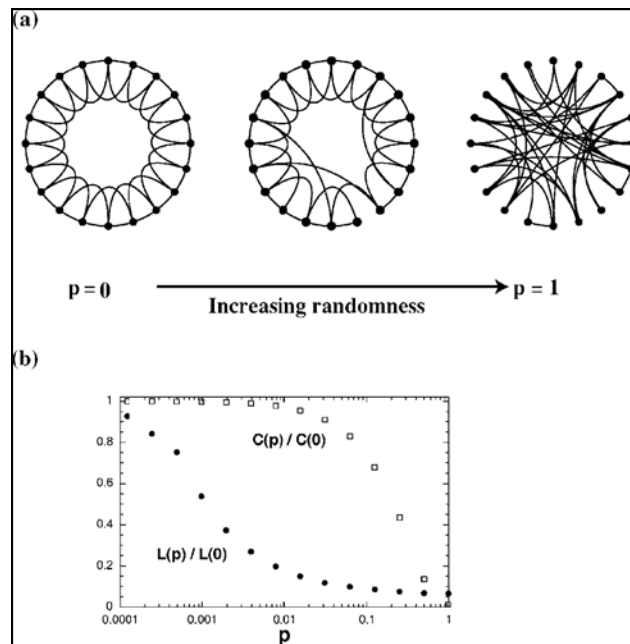 (a)
p = 0
p = 1
Increasing randomness
(b)
1
0.8
C(p) / C(0)
0.6
0.4
L(p) / L(0)
0.2
0
0.0001
0.001
0.01
0.1
1
p